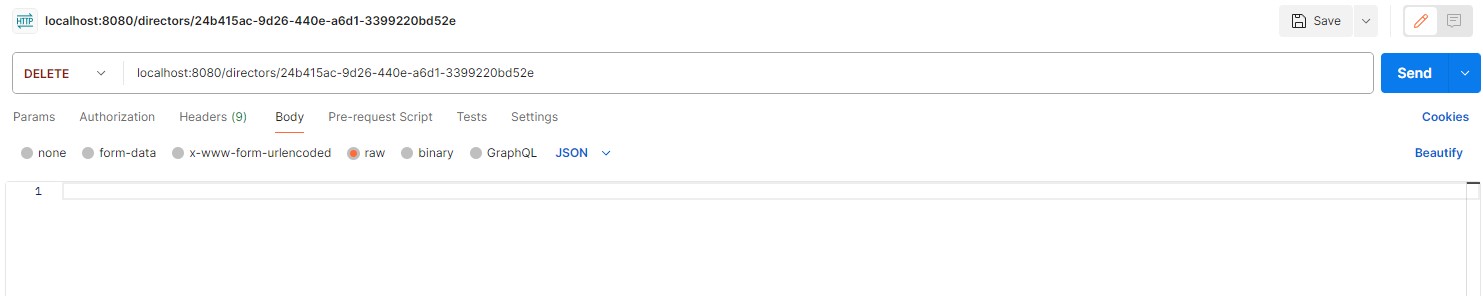 HTTP localhost:8080/directors/24b415ac-9d26-440e-a6d1-3399220bd52e Save
DELETE localhost:8080/directors/24b415ac-9d26-440e-a6d1-3399220bd52e Send
Params Authorization Headers (9) Body Pre-request Script Tests Settings Cookies
none form-data x-www-form-urlencoded raw binary GraphQL JSON Beautify
1